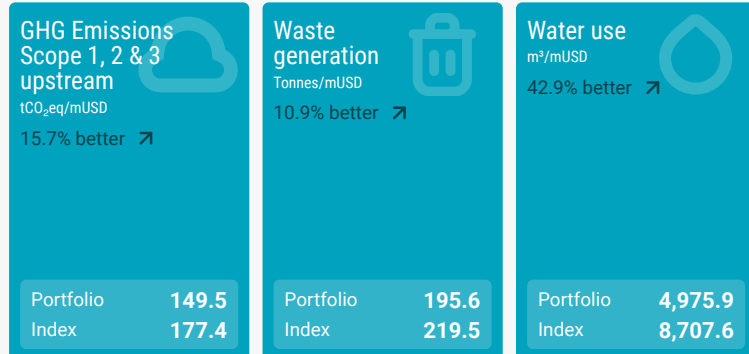 GHG Emissions
Scope 1, 2 & 3
upstream
tCO₂eq/mUSD
15.7% better
Portfolio 149.5
Index 177.4
Waste
generation
Tonnes/mUSD
10.9% better
Portfolio 195.6
Index 219.5
Water use
m³/mUSD
42.9% better
Portfolio 4,975.9
Index 8,707.6